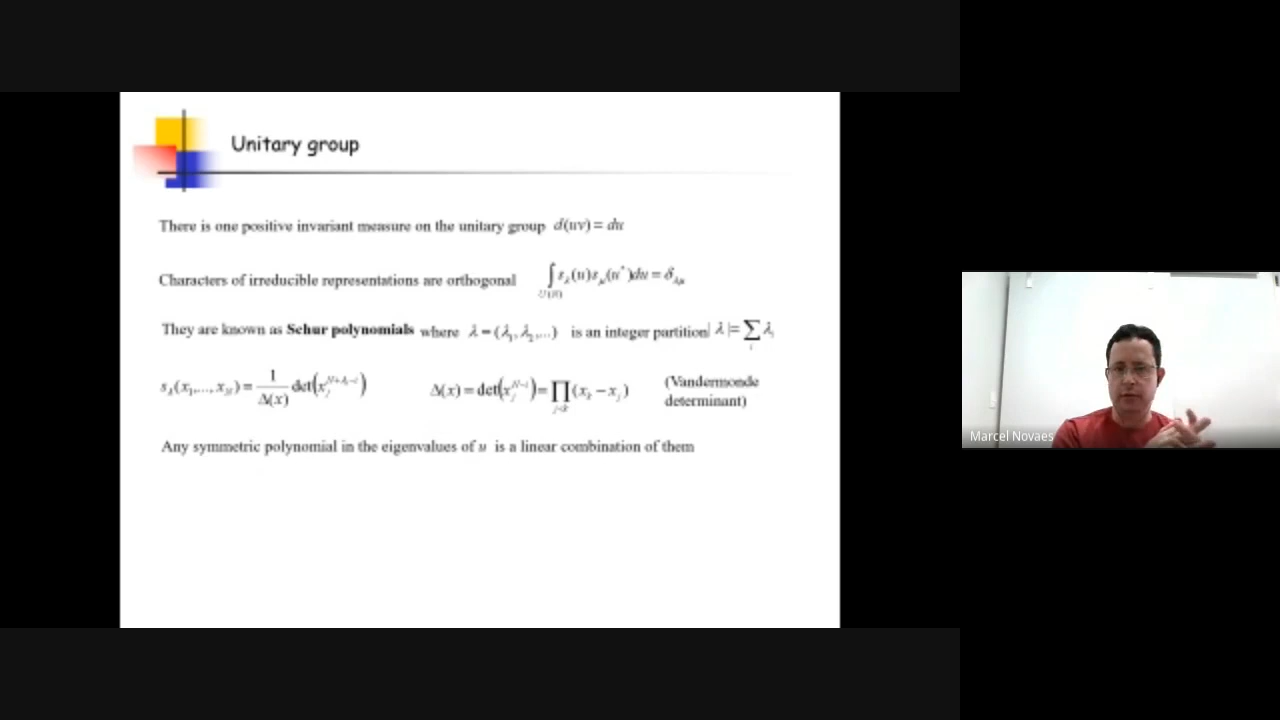 Unitary group
There is one positive invariant measure on the unitary group d(uv) = du
Characters of irreducible representations are orthogonal ∫_{U(N)} s_λ(u)s_μ(u^*)du = δ_{λμ}
They are known as Schur polynomials where λ = (λ_1, λ_2, ...) is an integer partition |λ| = ∑_i λ_i
s_λ(x_1, ..., x_N) = 1/Δ(x) det(x_j^{N+λ_i-i}) Δ(x) = det(x_j^{N-i}) = ∏_{j<k} (x_k − x_j) (Vandermonde
determinant)
Any symmetric polynomial in the eigenvalues of u is a linear combination of them
Marcel Novaes